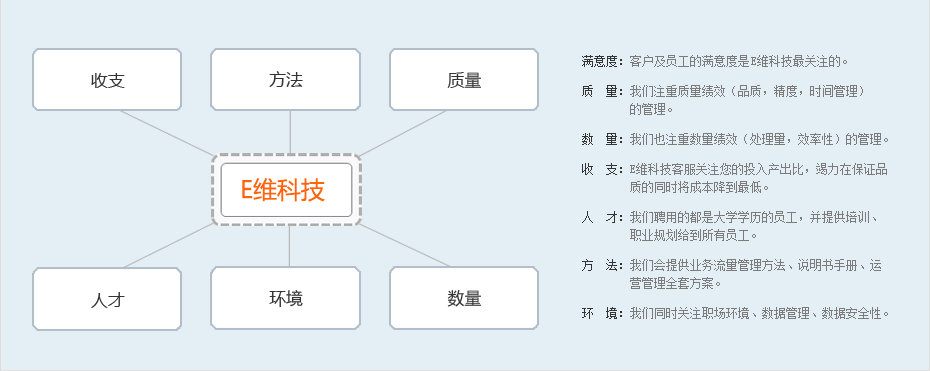 收支
方法
质量
E维科技
人才
环境
数量
满意度：客户及员工的满意度是E维科技最关注的。
质 量：我们注重质量绩效（品质，精度，时间管理）
的管理。
数 量：我们也注重数量绩效（处理量，效率性）的管理。
收 支：E维科技客服关注您的投入产出比，竭力在保证品
质的同时将成本降到最低。
人 才：我们聘用的都是大学学历的员工，并提供培训、
职业规划给到所有员工。
方 法：我们会提供业务流量管理方法、说明书手册、运
营管理全套方案。
环 境：我们同时关注职场环境、数据管理、数据安全性。